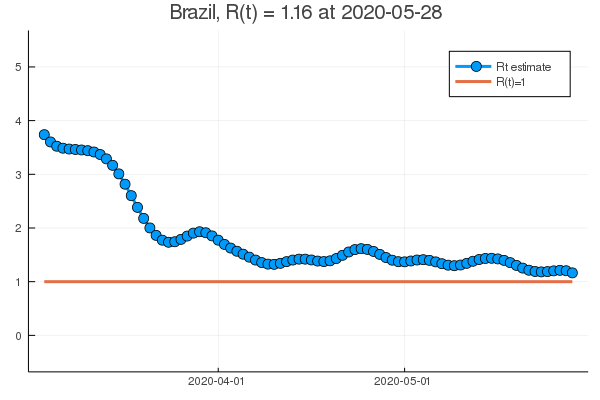 Brazil, R(t) = 1.16 at 2020-05-28
Rt estimate
R(t)=1
5
4
3
2
1
0
2020-04-01
2020-05-01